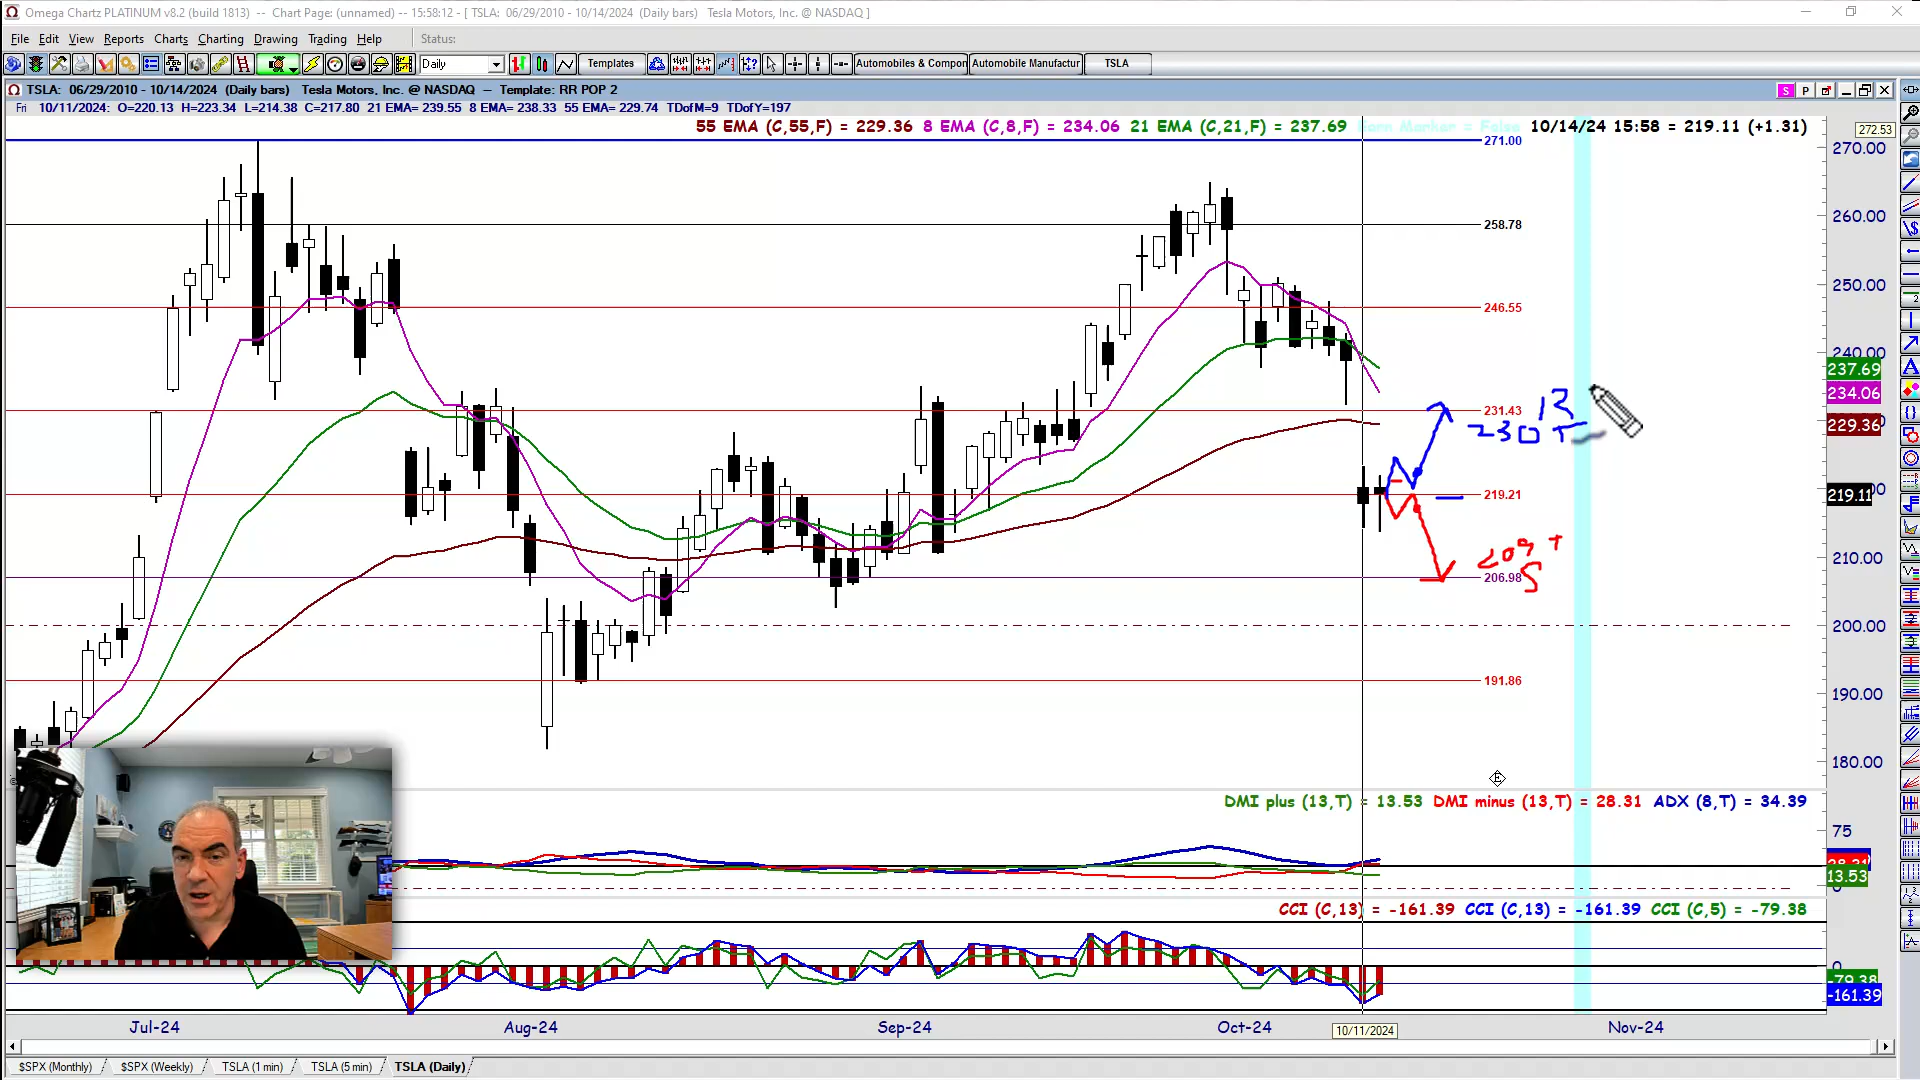 Omega Chartz PLATINUM v8.2 (build 1813) -- Chart Page: (unnamed) -- 15:58:12 - [ TSLA: 06/29/2010 - 10/14/2024 (Daily bars) Tesla Motors, Inc. @ NASDAQ ]
File Edit View Reports Charts Charting Drawing Trading Help Status:
Daily Templates Automobiles & Compon Automobile Manufactur TSLA
TSLA: 06/29/2010 - 10/14/2024 (Daily bars) Tesla Motors, Inc. @ NASDAQ -- Template: RR POP 2
S P
Fri 10/11/2024: O=220.13 H=223.34 L=214.38 C=217.80 21 EMA= 239.55 8 EMA= 238.33 55 EMA= 229.74 TDofM=9 TDofY=197
55 EMA (C,55,F) = 229.36 8 EMA (C,8,F) = 234.06 21 EMA (C,21,F) = 237.69 10/14/24 15:58 = 219.11 (+1.31)
272.53
271.00
270.00
260.00
258.78
250.00
246.55
240.00
237.69
234.06
231.43
229.36
230 T
219.21
219.11
210.00
209 T
206.98
S
200.00
191.86
190.00
180.00
E
DMI plus (13,T) = 13.53 DMI minus (13,T) = 28.31 ADX (8,T) = 34.39
75
28.31
13.53
0
CCI (C,13) = -161.39 CCI (C,13) = -161.39 CCI (C,5) = -79.38
0
-79.38
-161.39
Jul-24 Aug-24 Sep-24 Oct-24 10/11/2024 Nov-24
$SPX (Monthly) $SPX (Weekly) TSLA (1 min) TSLA (5 min) TSLA (Daily)